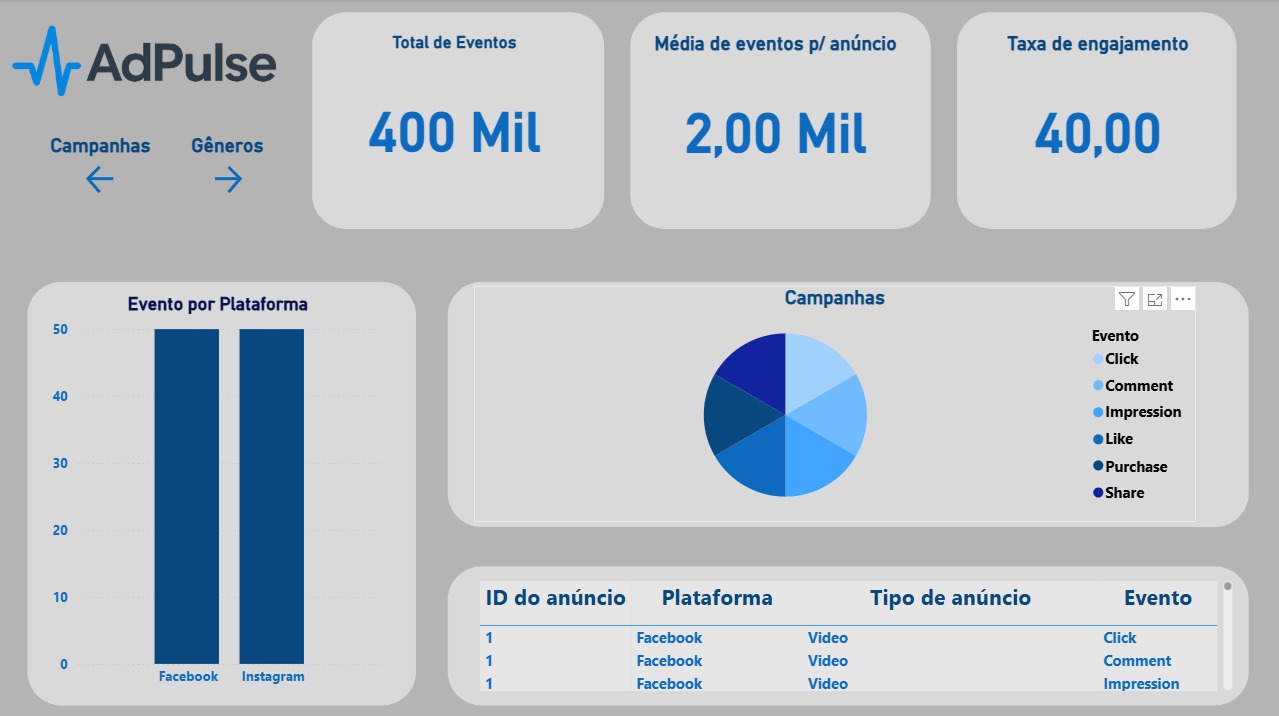 AdPulse
Campanhas Gêneros
Total de Eventos
400 Mil
Média de eventos p/ anúncio
2,00 Mil
Taxa de engajamento
40,00
Evento por Plataforma
50
40
30
20
10
0
Facebook Instagram
Campanhas
Evento
Click
Comment
Impression
Like
Purchase
Share
ID do anúncio Plataforma Tipo de anúncio Evento
1 Facebook Video Click
1 Facebook Video Comment
1 Facebook Video Impression